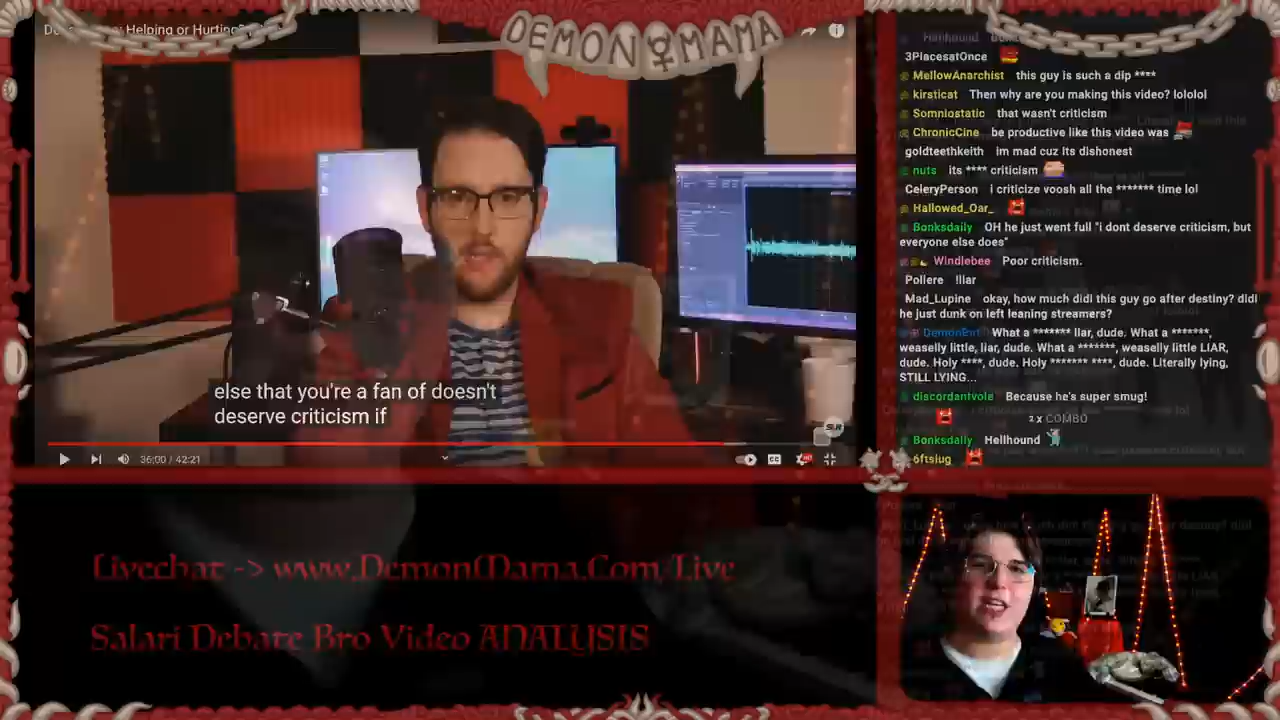 Helping or Hurting?
DEMON MAMA
else that you're a fan of doesn't
deserve criticism if
36:00 / 42:21
3PlacesatOnce
MellowAnarchist this guy is such a dip ****
kirsticat Then why are you making this video? lololol
Somniostatic that wasn't criticism
ChronicCine be productive like this video was
goldteethkeith im mad cuz its dishonest
nuts its **** criticism
CeleryPerson i criticize voosh all the ******* time lol
Hallowed_Oar_
Bonksdaily OH he just went full "i dont deserve criticism, but
everyone else does"
Windiebee Poor criticism.
Pollere !liar
Mad_Lupine okay, how much didi this guy go after destiny? didi
he just dunk on left leaning streamers?
DemonEnt What a ******* liar, dude. What a *******,
weaselly little, liar, dude. What a *******, weaselly little LIAR,
dude. Holy ****, dude. Holy ******* ****, dude. Literally lying,
STILL LYING...
discordantvole Because he's super smug!
2 x COMBO
Bonksdaily Hellhound
6ftslug
Livechat -> www.DemonMama.Com/Live
Salari Debate Bro Video ANALYSIS